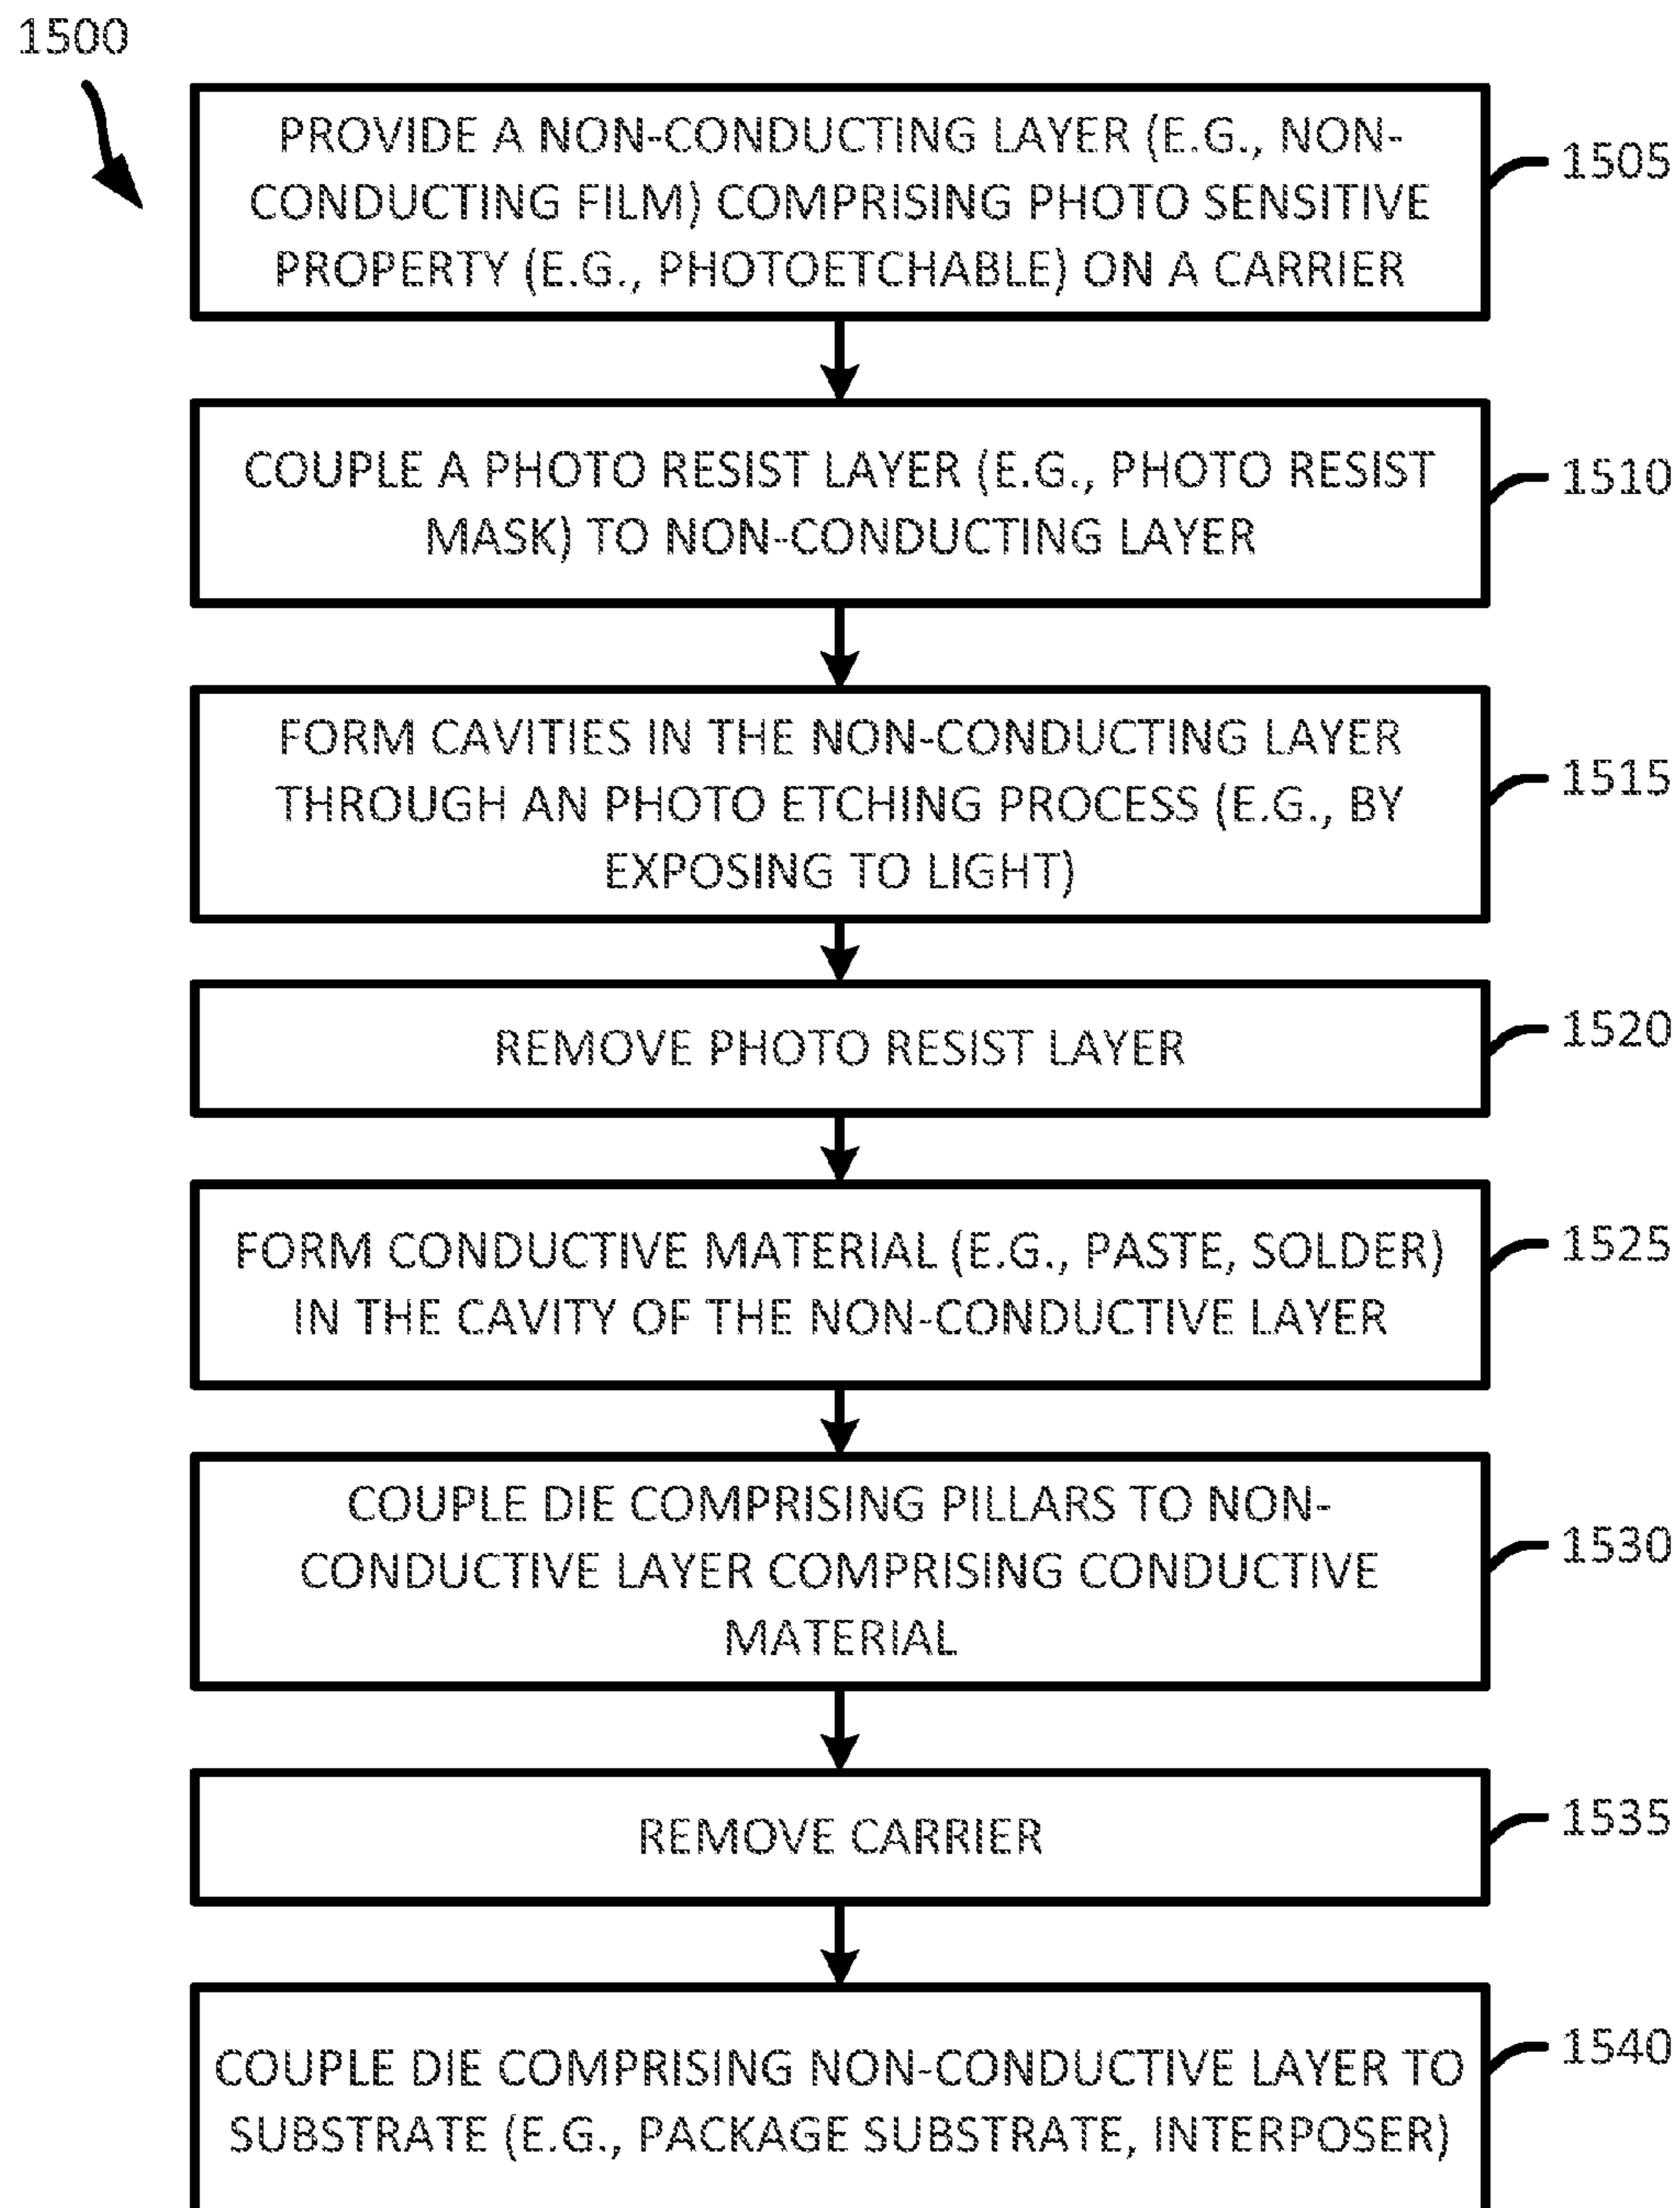 1500
PROVIDE A NON-CONDUCTING LAYER (E.G., NON-
CONDUCTING FILM) COMPRISING PHOTO SENSITIVE
PROPERTY (E.G., PHOTOETCHABLE) ON A CARRIER
1505
COUPLE A PHOTO RESIST LAYER (E.G., PHOTO RESIST
MASK) TO NON-CONDUCTING LAYER
1510
FORM CAVITIES IN THE NON-CONDUCTING LAYER
THROUGH AN PHOTO ETCHING PROCESS (E.G., BY
EXPOSING TO LIGHT)
1515
REMOVE PHOTO RESIST LAYER
1520
FORM CONDUCTIVE MATERIAL (E.G., PASTE, SOLDER)
IN THE CAVITY OF THE NON-CONDUCTIVE LAYER
1525
COUPLE DIE COMPRISING PILLARS TO NON-
CONDUCTIVE LAYER COMPRISING CONDUCTIVE
MATERIAL
1530
REMOVE CARRIER
1535
COUPLE DIE COMPRISING NON-CONDUCTIVE LAYER TO
SUBSTRATE (E.G., PACKAGE SUBSTRATE, INTERPOSER)
1540